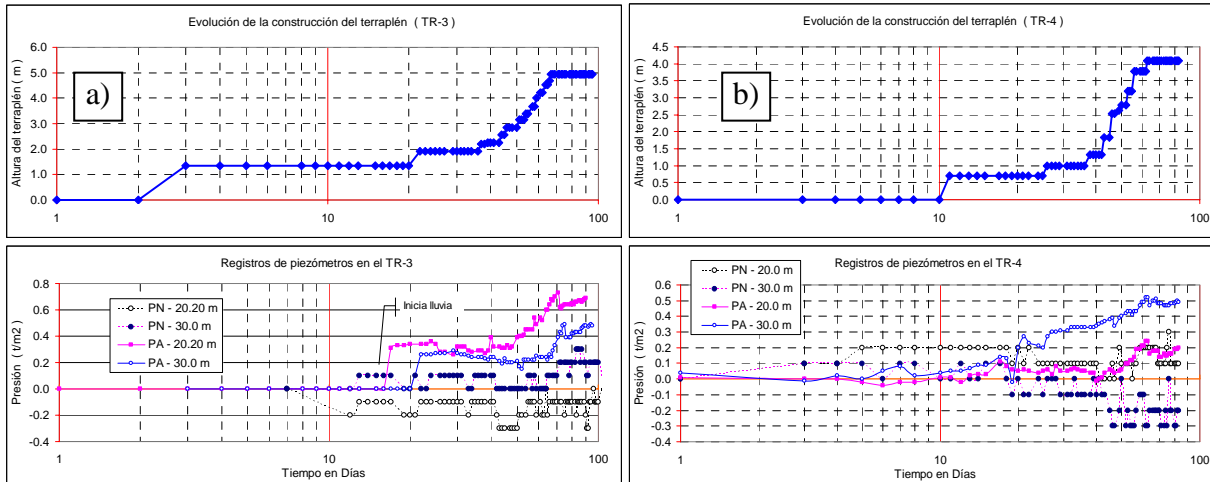 Evolución de la construcción del terraplén ( TR-3 )
Altura del terraplén ( m )
6.0
5.0
4.0
3.0
2.0
1.0
0.0
a)
1
10
100
Evolución de la construcción del terraplén ( TR-4 )
Altura del terraplén ( m )
4.5
4.0
3.5
3.0
2.5
2.0
1.5
1.0
0.5
0.0
b)
1
10
100
Registros de piezómetros en el TR-3
Presión (t/m2)
0.8
0.6
0.4
0.2
0.0
-0.2
-0.4
PN - 20.20 m
PN - 30.0 m
PA - 20.20 m
PA - 30.0 m
Inicia lluvia
1
10
100
Tiempo en Días
Registros de piezómetros en el TR-4
Presión (t/m2)
0.6
0.5
0.4
0.3
0.2
0.1
0.0
-0.1
-0.2
-0.3
-0.4
PN - 20.0 m
PN - 30.0 m
PA - 20.0 m
PA - 30.0 m
1
10
100
Tiempo en Días